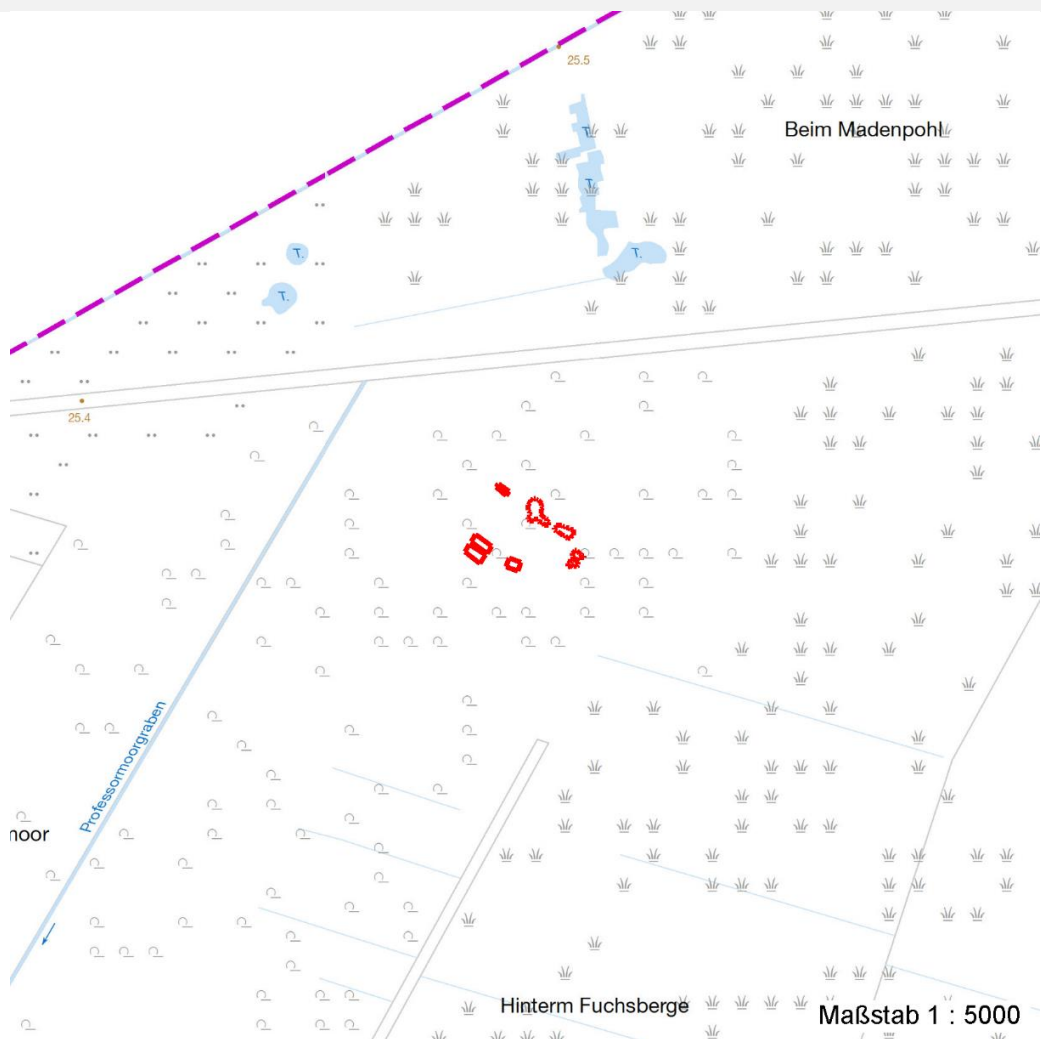 25.5
Beim Madenpohl
T.
T.
T.
T.
T.
25.4
Professormoorgraben
moor
Hinterm Fuchsberge
Maßstab 1 : 5000